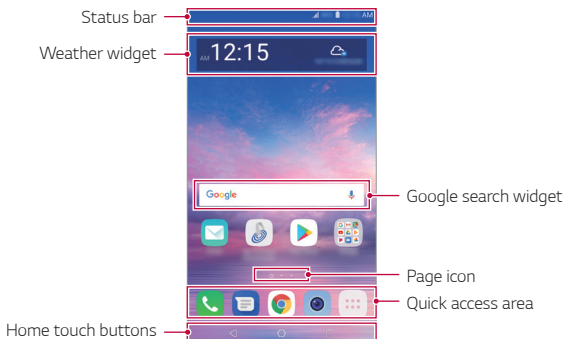 Status bar
AM
Weather widget
AM 12:15
Google
Google search widget
Page icon
Quick access area
Home touch buttons